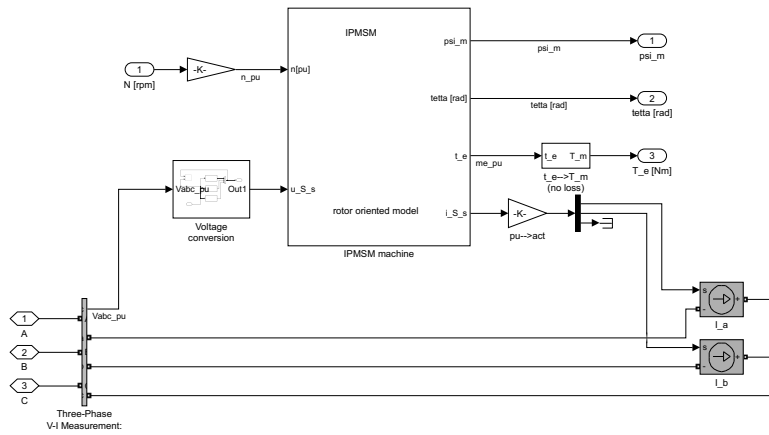 IPMSM
psi_m
psi_m
1
psi_m
1
N [rpm]
-K-
n_pu
n[pu]
tetta [rad]
tetta [rad]
2
tetta [rad]
t_e
me_pu
t_e T_m
t_e-->T_m
(no loss)
3
T_e [Nm]
Vabc_pu Out1
Voltage
conversion
u_S_s
rotor oriented model
i_S_s
IPMSM machine
-K-
pu-->act
Vabc_pu
1
A
2
B
3
C
Three-Phase
V-I Measurement:
s
+
-
I_a
s
+
-
I_b